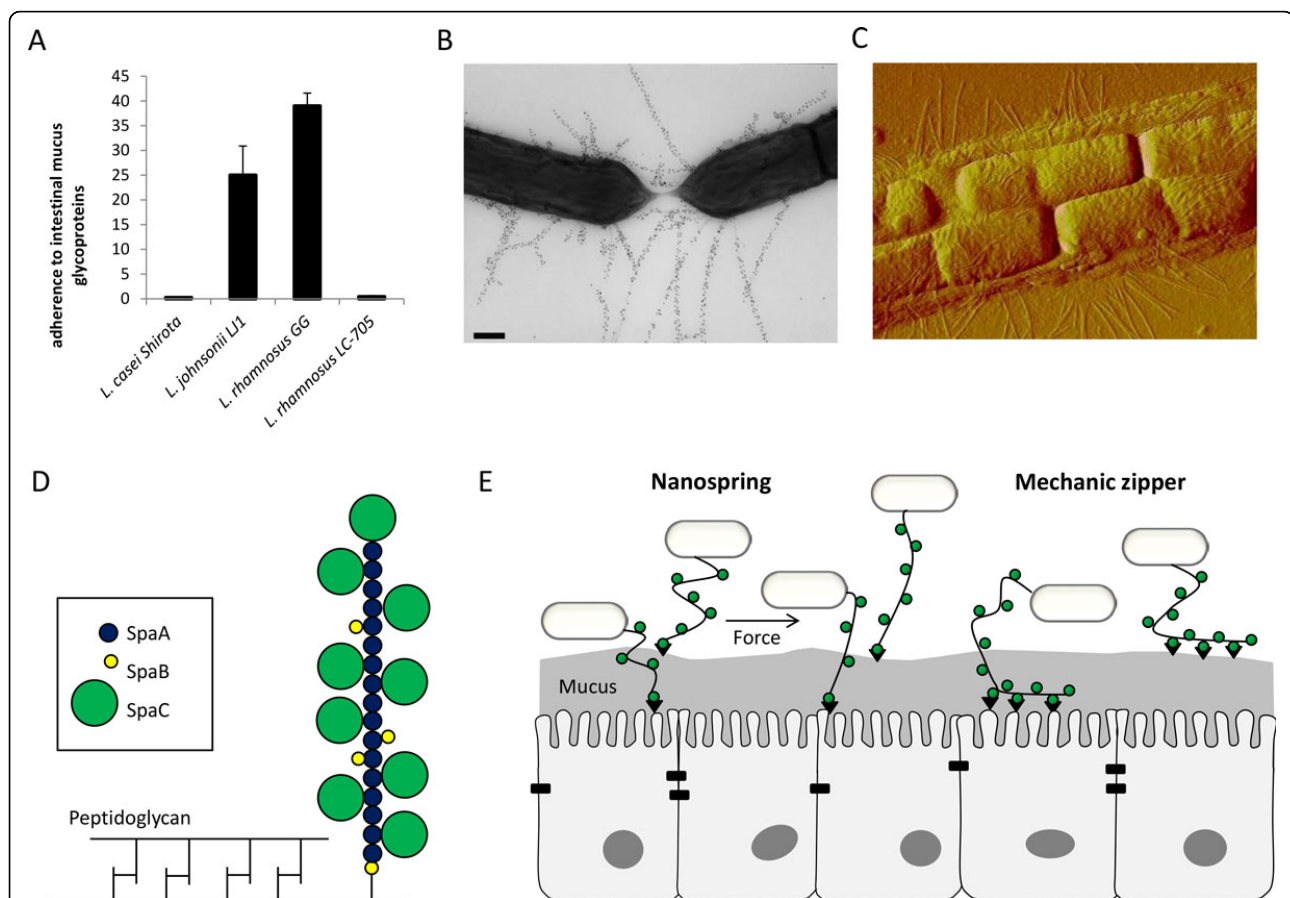 A
adherence to intestinal mucus
glycoproteins
45
40
35
30
25
20
15
10
5
0
L. casei Shirota
L. johnsonii LJ1
L. rhamnosus GG
L. rhamnosus LC-705
B
C
D
SpaA
SpaB
SpaC
Peptidoglycan
E
Nanospring
Mechanic zipper
Force
Mucus